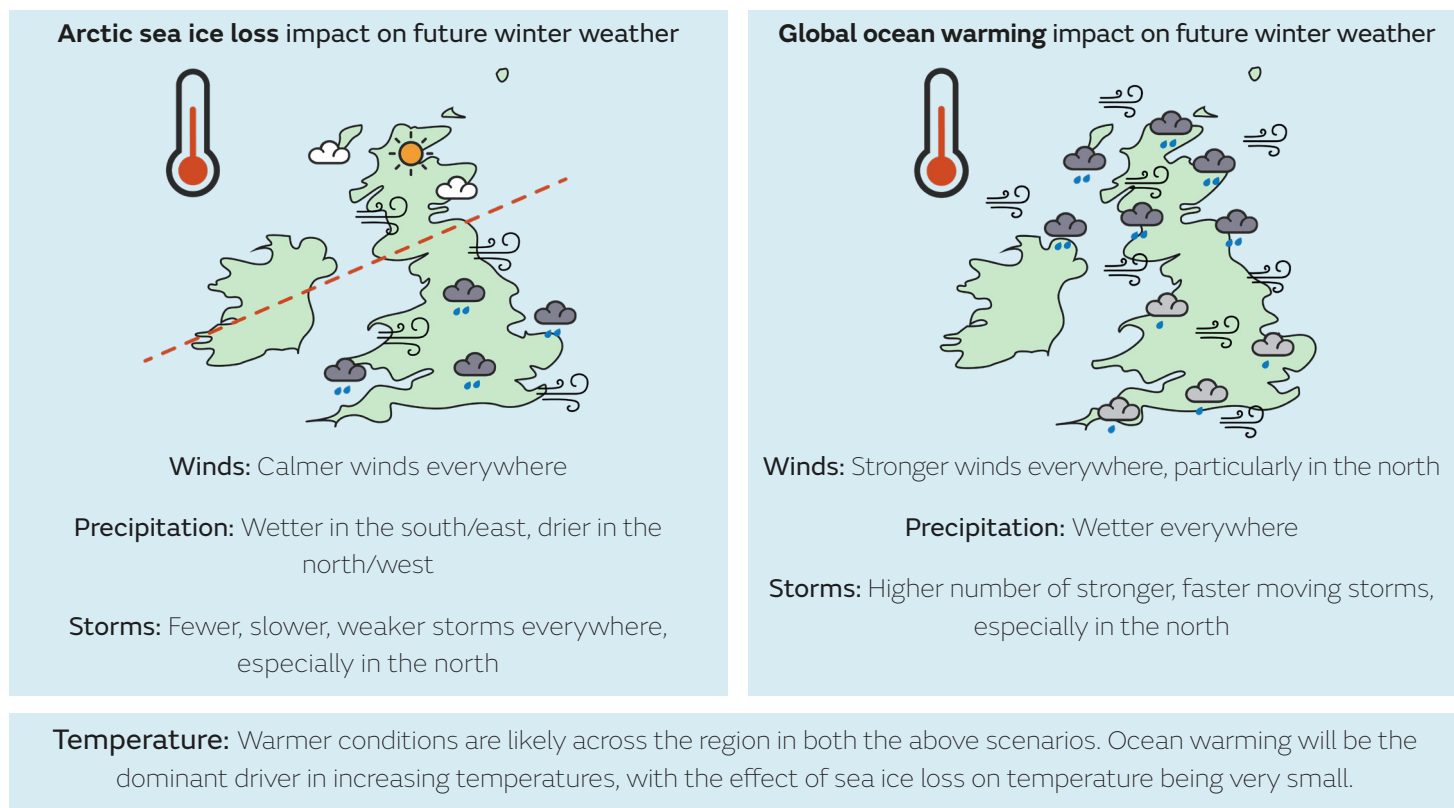 Arctic sea ice loss impact on future winter weather
Winds: Calmer winds everywhere
Precipitation: Wetter in the south/east, drier in the
north/west
Storms: Fewer, slower, weaker storms everywhere,
especially in the north
Global ocean warming impact on future winter weather
Winds: Stronger winds everywhere, particularly in the north
Precipitation: Wetter everywhere
Storms: Higher number of stronger, faster moving storms,
especially in the north
Temperature: Warmer conditions are likely across the region in both the above scenarios. Ocean warming will be the
dominant driver in increasing temperatures, with the effect of sea ice loss on temperature being very small.